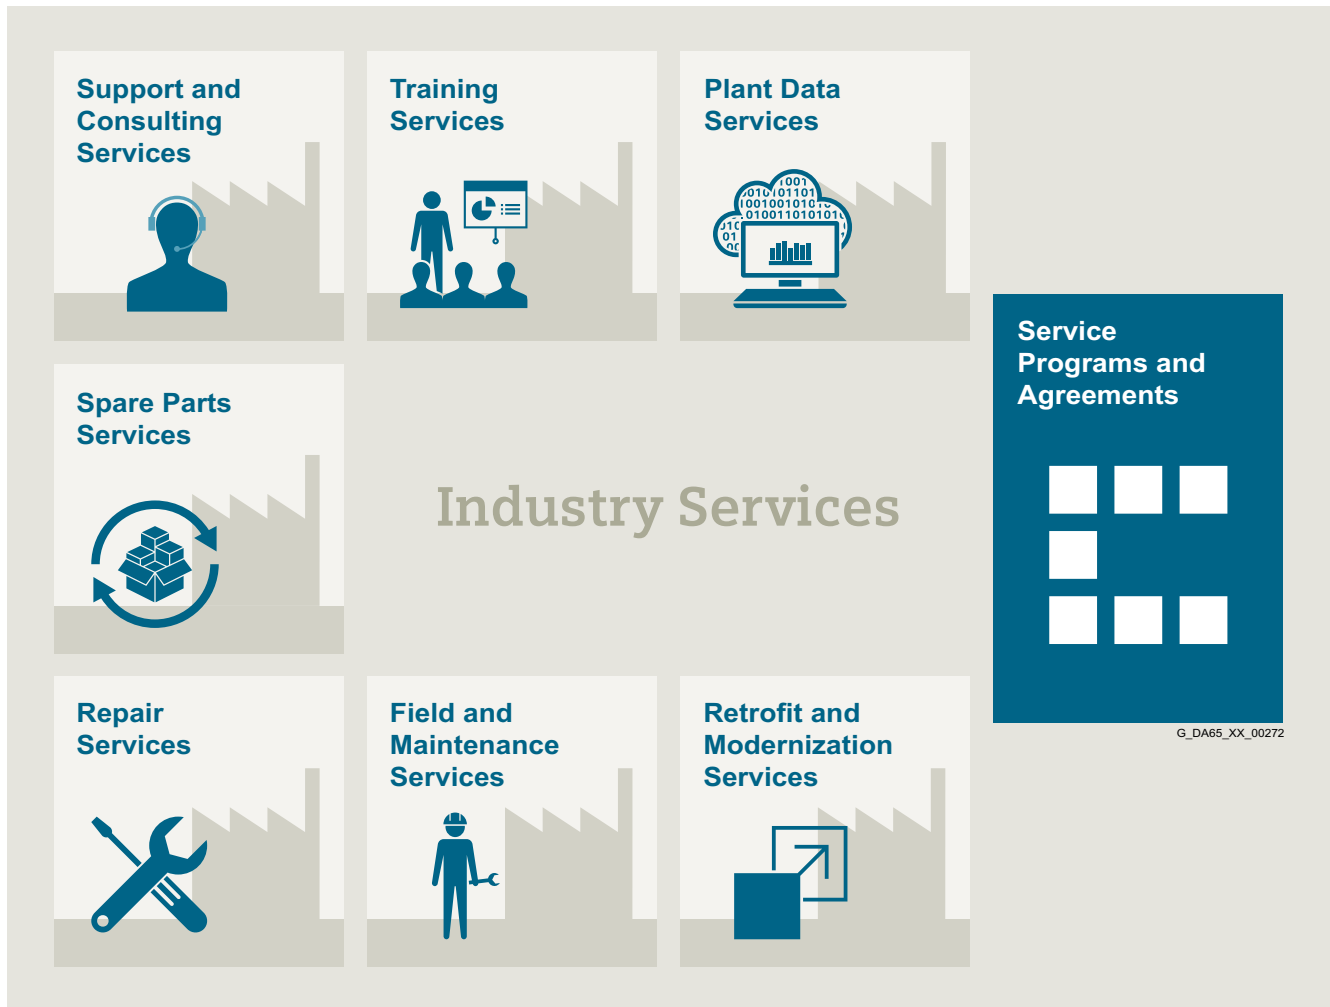 Support and
Consulting
Services
Training
Services
Plant Data
Services
Service
Programs and
Agreements
Spare Parts
Services
Industry Services
Repair
Services
Field and
Maintenance
Services
Retrofit and
Modernization
Services
G_DA65_XX_00272